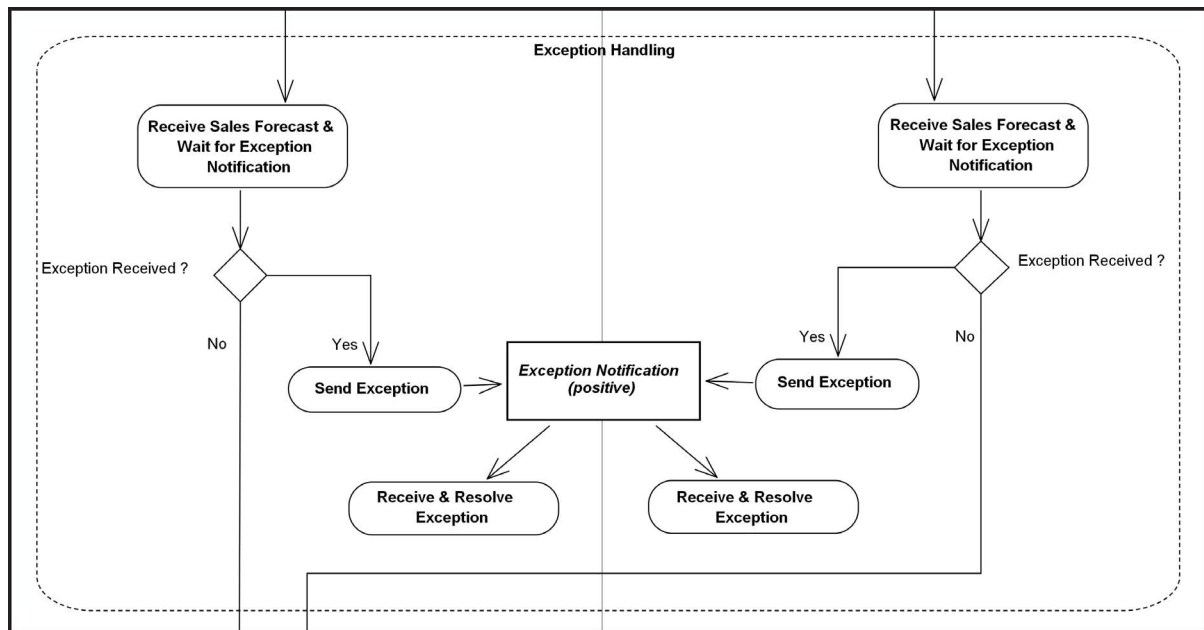 Exception Handling
Receive Sales Forecast &
Wait for Exception
Notification
Receive Sales Forecast &
Wait for Exception
Notification
Exception Received ?
Exception Received ?
No
Yes
Yes
No
Send Exception
Exception Notification
(positive)
Send Exception
Receive & Resolve
Exception
Receive & Resolve
Exception